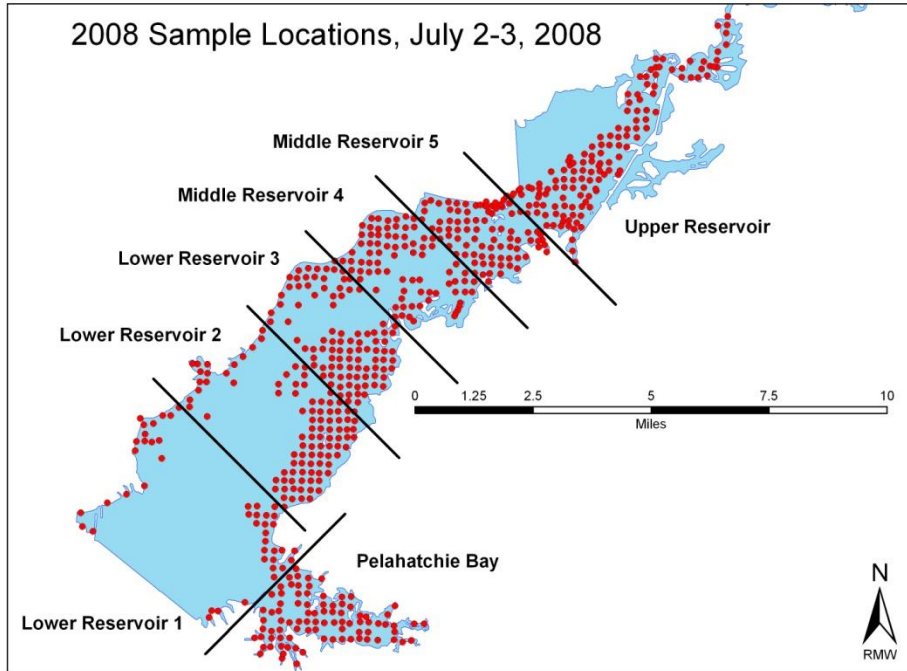 2008 Sample Locations, July 2-3, 2008
Middle Reservoir 5
Middle Reservoir 4
Upper Reservoir
Lower Reservoir 3
Lower Reservoir 2
0 1.25 2.5 5 7.5 10
Miles
Pelahatchie Bay
Lower Reservoir 1
N
RMW